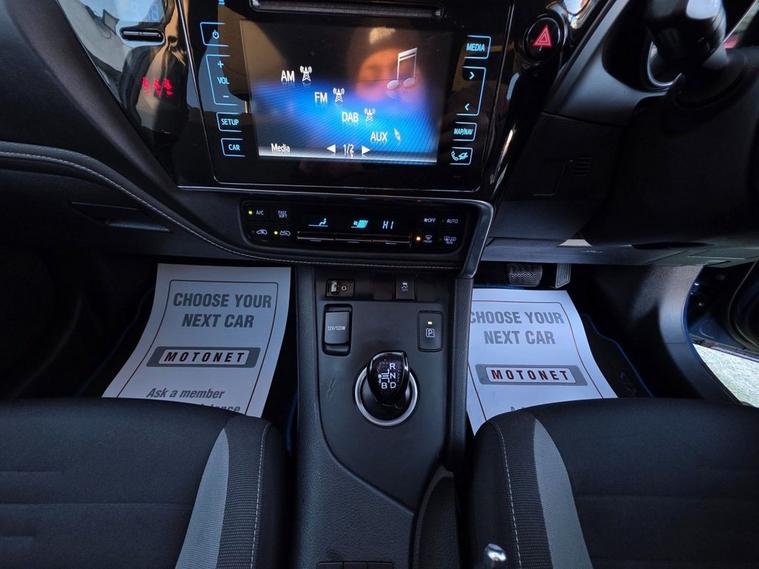 AM
FM
DAB
AUX
Media
1/2
VOL
SETUP
CAR
MEDIA
MAP/NAV
A/C
HI
OFF
AUTO
12V/120W
P
R
N
B D
CHOOSE YOUR
NEXT CAR
MOTONET
Ask a member
CHOOSE YOUR
NEXT CAR
MOTONET